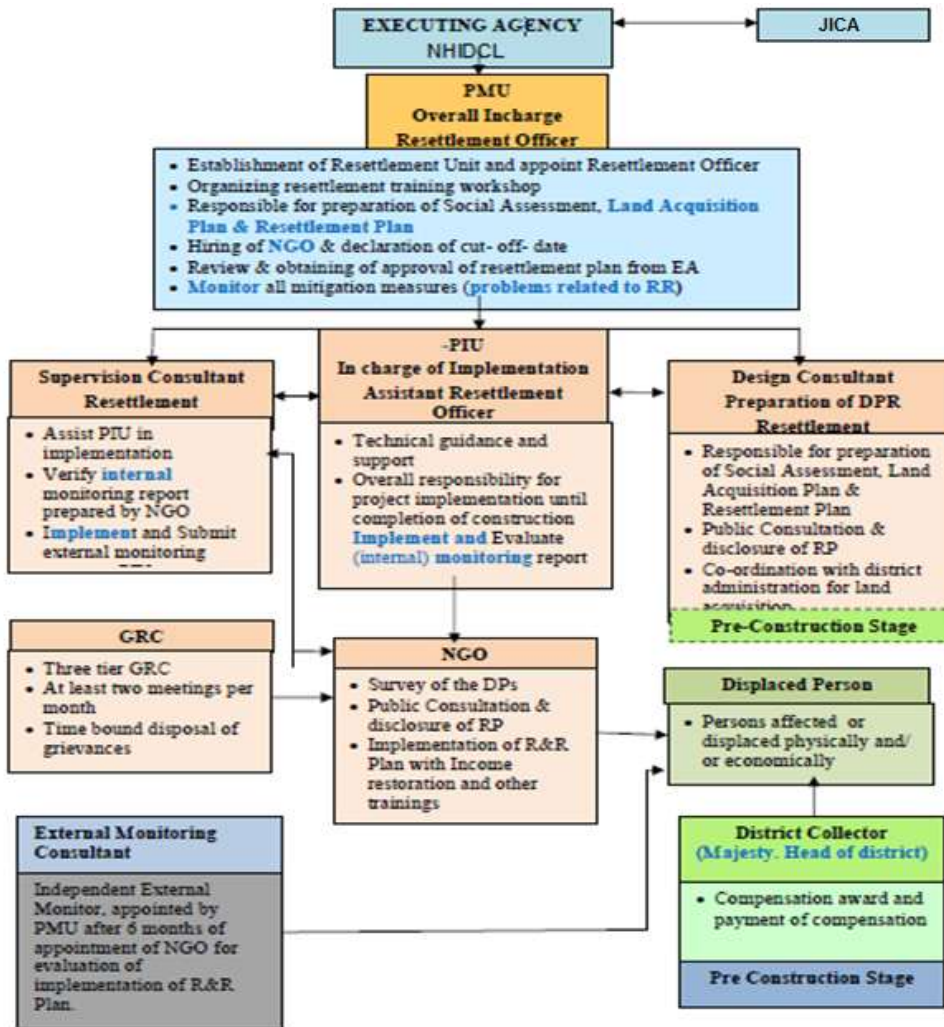 EXECUTING AGENCY
NHIDCL
JICA
PMU
Overall Incharge
Resettlement Officer
• Establishment of Resettlement Unit and appoint Resettlement Officer
• Organizing resettlement training workshop
• Responsible for preparation of Social Assessment, Land Acquisition
Plan & Resettlement Plan
• Hiring of NGO & declaration of cut- off- date
• Review & obtaining of approval of resettlement plan from EA
• Monitor all mitigation measures (problems related to RR)
Supervision Consultant
Resettlement
• Assist PIU in
implementation
• Verify internal
monitoring report
prepared by NGO
• Implement and Submit
external monitoring
-PIU
In charge of Implementation
Assistant Resettlement
Officer
• Technical guidance and
support
• Overall responsibility for
project implementation until
completion of construction
Implement and Evaluate
(internal) monitoring report
Design Consultant
Preparation of DPR
Resettlement
• Responsible for preparation
of Social Assessment, Land
Acquisition Plan &
Resettlement Plan
• Public Consultation &
disclosure of RP
• Co-ordination with district
administration for land
acquisition
Pre-Construction Stage
GRC
• Three tier GRC
• At least two meetings per
month
• Time bound disposal of
grievances
NGO
• Survey of the DPs
• Public Consultation &
disclosure of RP
• Implementation of R&R
Plan with Income
restoration and other
trainings
Displaced Person
• Persons affected or
displaced physically and/
or economically
External Monitoring
Consultant
Independent External
Monitor, appointed by
PMU after 6 months of
appointment of NGO for
evaluation of
implementation of R&R
Plan.
District Collector
(Majesty. Head of district)
• Compensation award and
payment of compensation
Pre Construction Stage